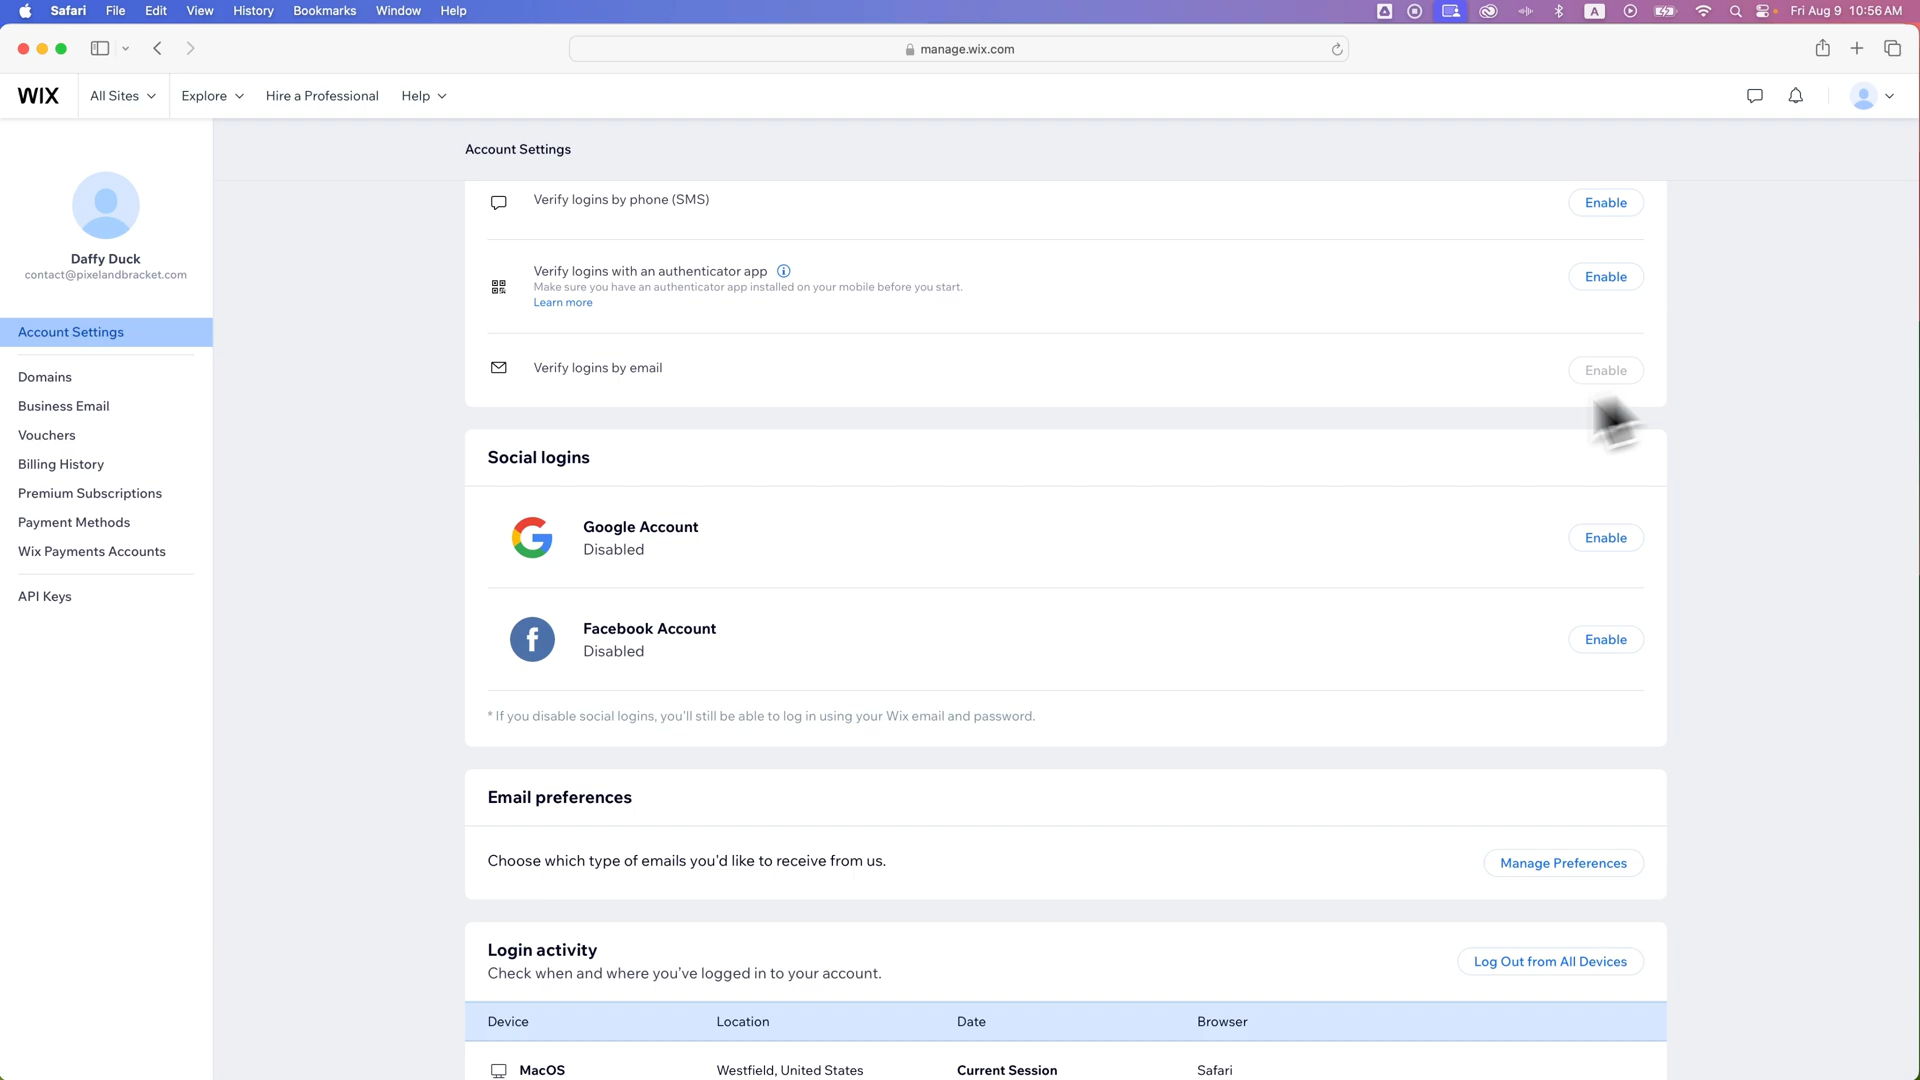 Safari File Edit View History Bookmarks Window Help A Fri Aug 9 10:56 AM
manage.wix.com
WIX All Sites Explore Hire a Professional Help
Account Settings
Daffy Duck
contact@pixelandbracket.com
Account Settings
Domains
Business Email
Vouchers
Billing History
Premium Subscriptions
Payment Methods
Wix Payments Accounts
API Keys
Verify logins by phone (SMS) Enable
Verify logins with an authenticator app Enable
Make sure you have an authenticator app installed on your mobile before you start.
Learn more
Verify logins by email Enable
Social logins
Google Account
Disabled
Enable
Facebook Account
Disabled
Enable
* If you disable social logins, you'll still be able to log in using your Wix email and password.
Email preferences
Choose which type of emails you'd like to receive from us. Manage Preferences
Login activity
Check when and where you've logged in to your account.
Log Out from All Devices
Device Location Date Browser
MacOS Westfield, United States Current Session Safari